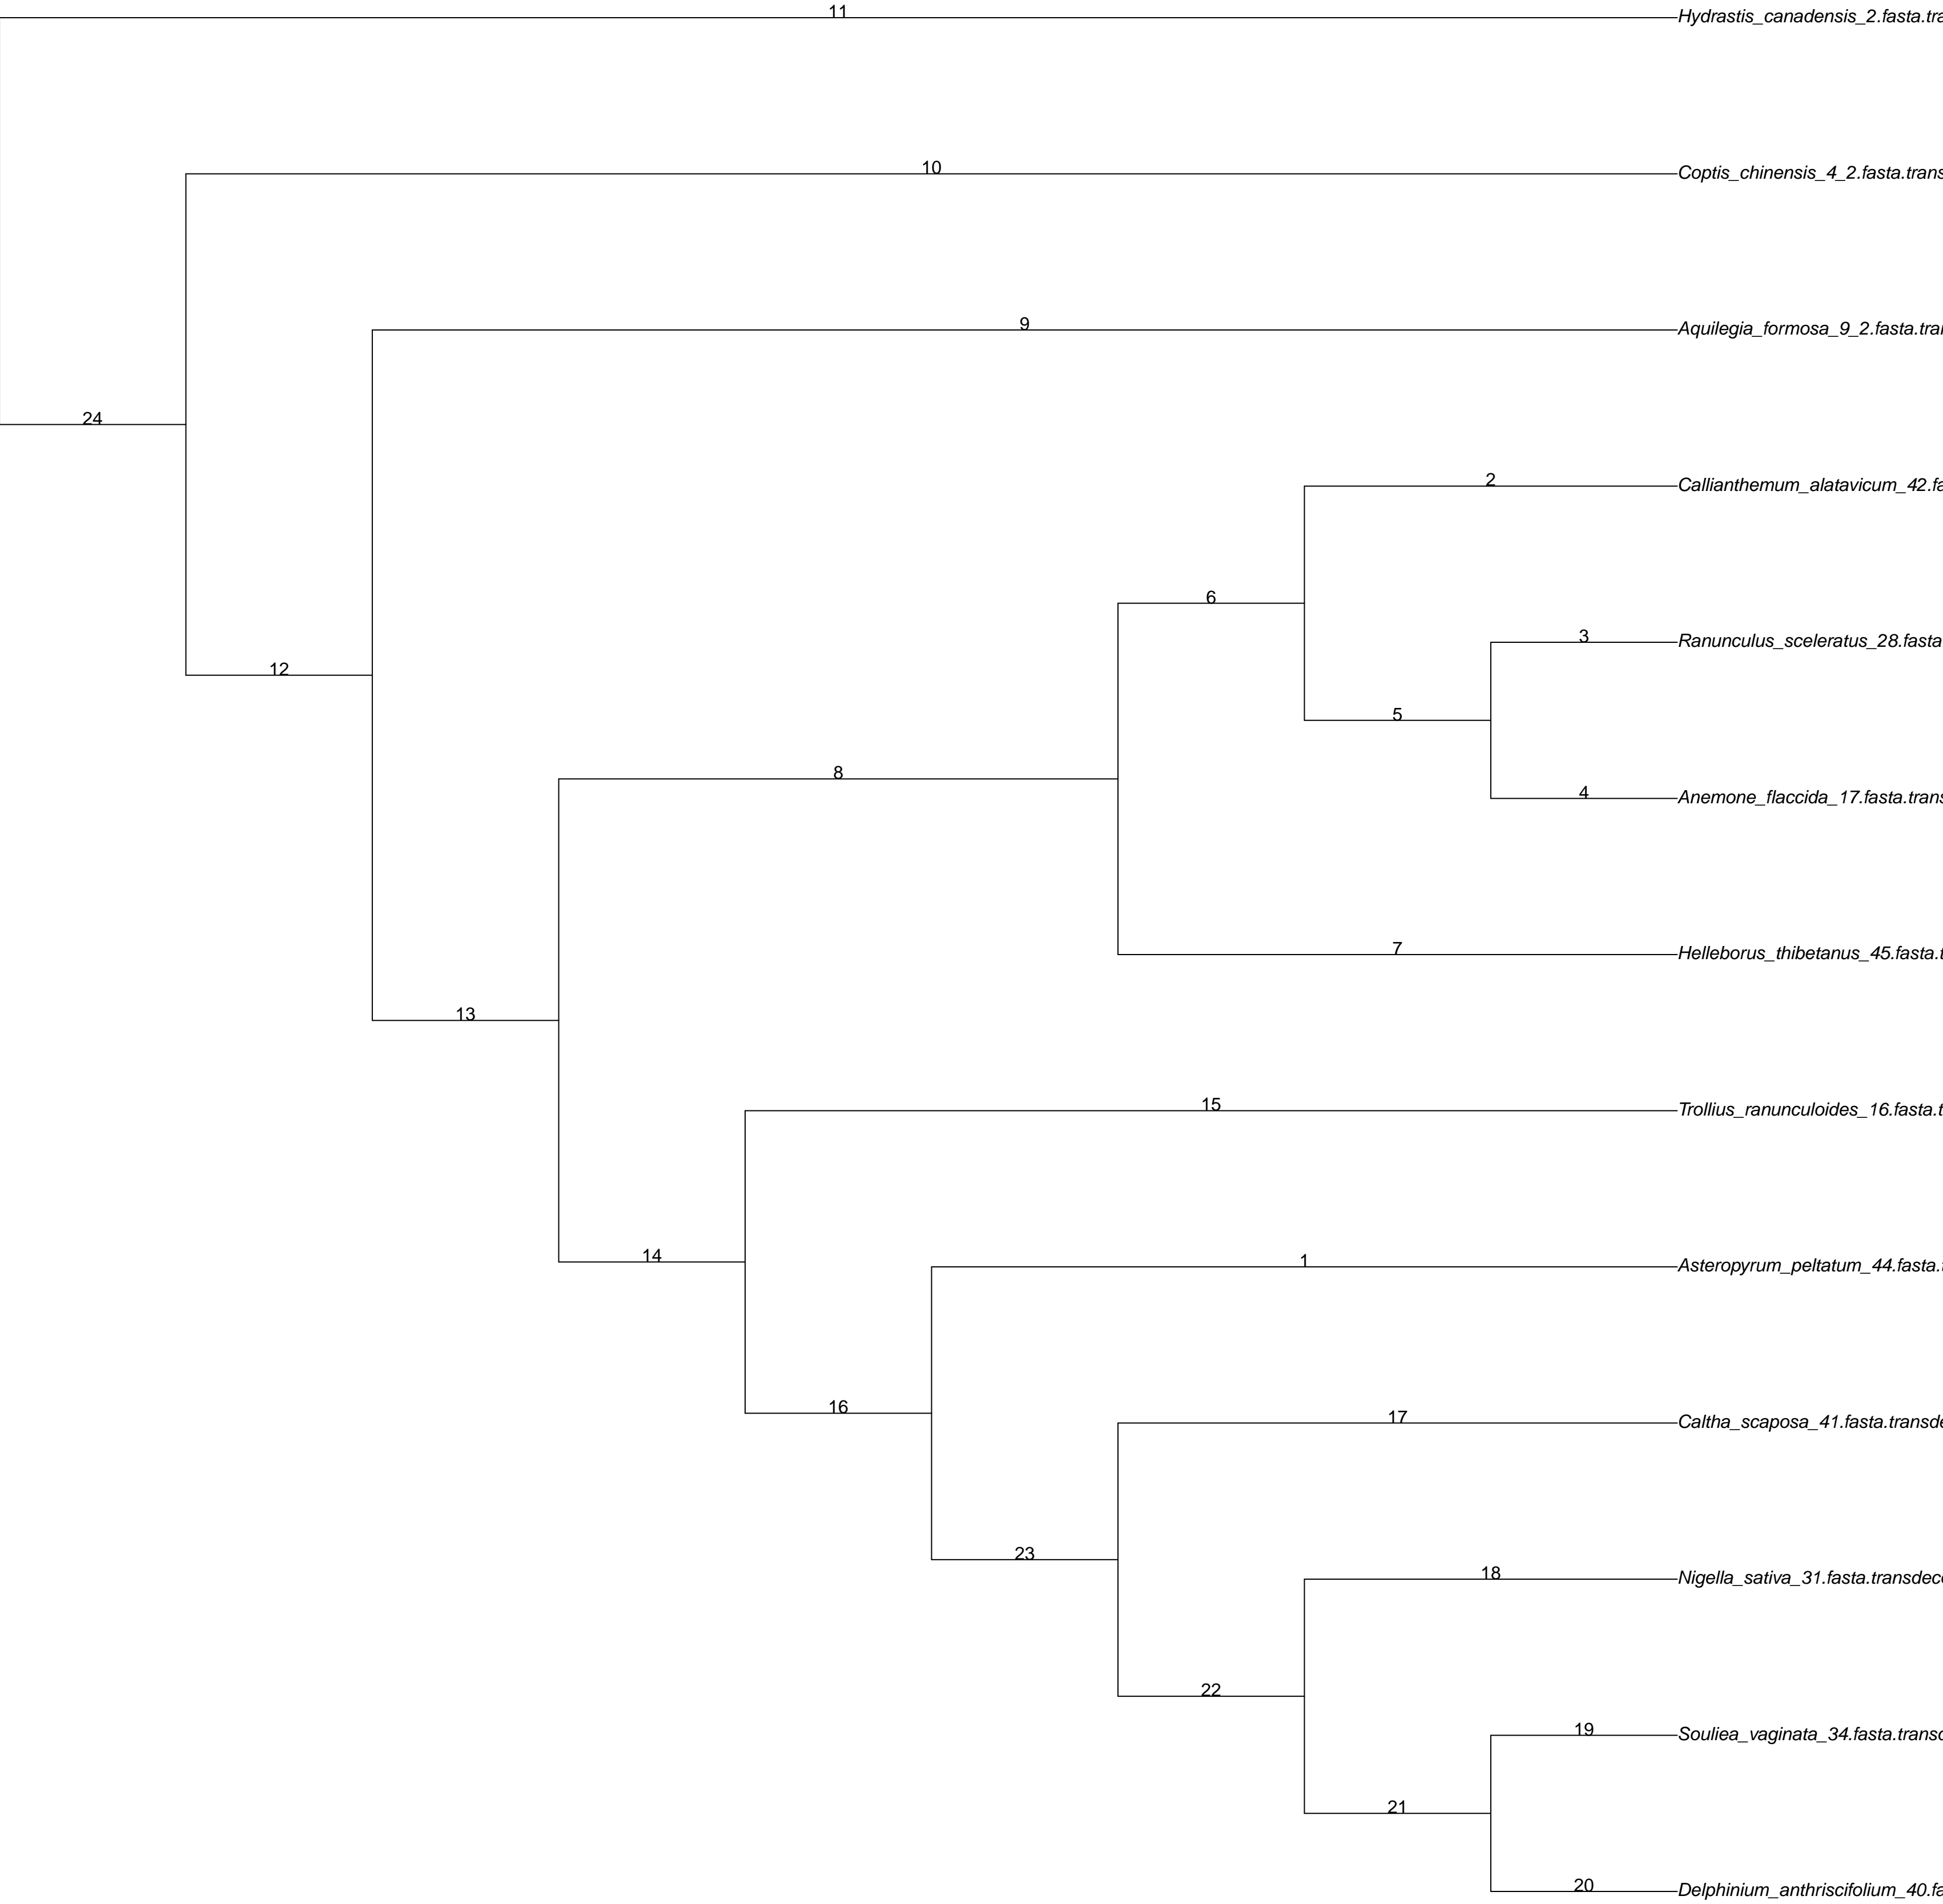 11
Hydrastis_canadensis_2.fasta.tra
10
Coptis_chinensis_4_2.fasta.trans
9
Aquilegia_formosa_9_2.fasta.tra
24
2
Callianthemum_alatavicum_42.fa
6
3
Ranunculus_sceleratus_28.fasta
12
5
8
4
Anemone_flaccida_17.fasta.trans
7
Helleborus_thibetanus_45.fasta.t
13
15
Trollius_ranunculoides_16.fasta.t
14
1
Asteropyrum_peltatum_44.fasta.t
16
17
Caltha_scaposa_41.fasta.transde
23
18
Nigella_sativa_31.fasta.transdec
22
19
Souliea_vaginata_34.fasta.trans
21
20
Delphinium_anthriscifolium_40.fa